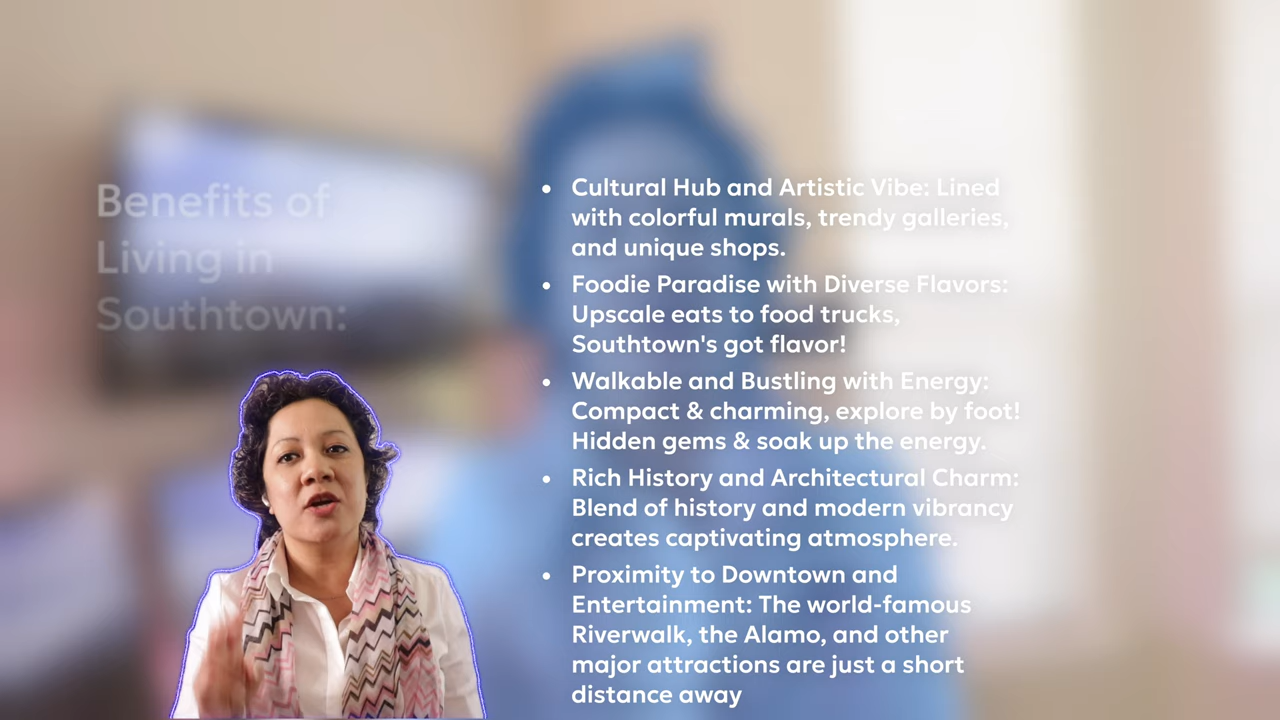 Benefits of
Living in
Southtown:
• Cultural Hub and Artistic Vibe: Lined
with colorful murals, trendy galleries,
and unique shops.
• Foodie Paradise with Diverse Flavors:
Upscale eats to food trucks,
Southtown's got flavor!
• Walkable and Bustling with Energy:
Compact & charming, explore by foot!
Hidden gems & soak up the energy.
• Rich History and Architectural Charm:
Blend of history and modern vibrancy
creates captivating atmosphere.
• Proximity to Downtown and
Entertainment: The world-famous
Riverwalk, the Alamo, and other
major attractions are just a short
distance away